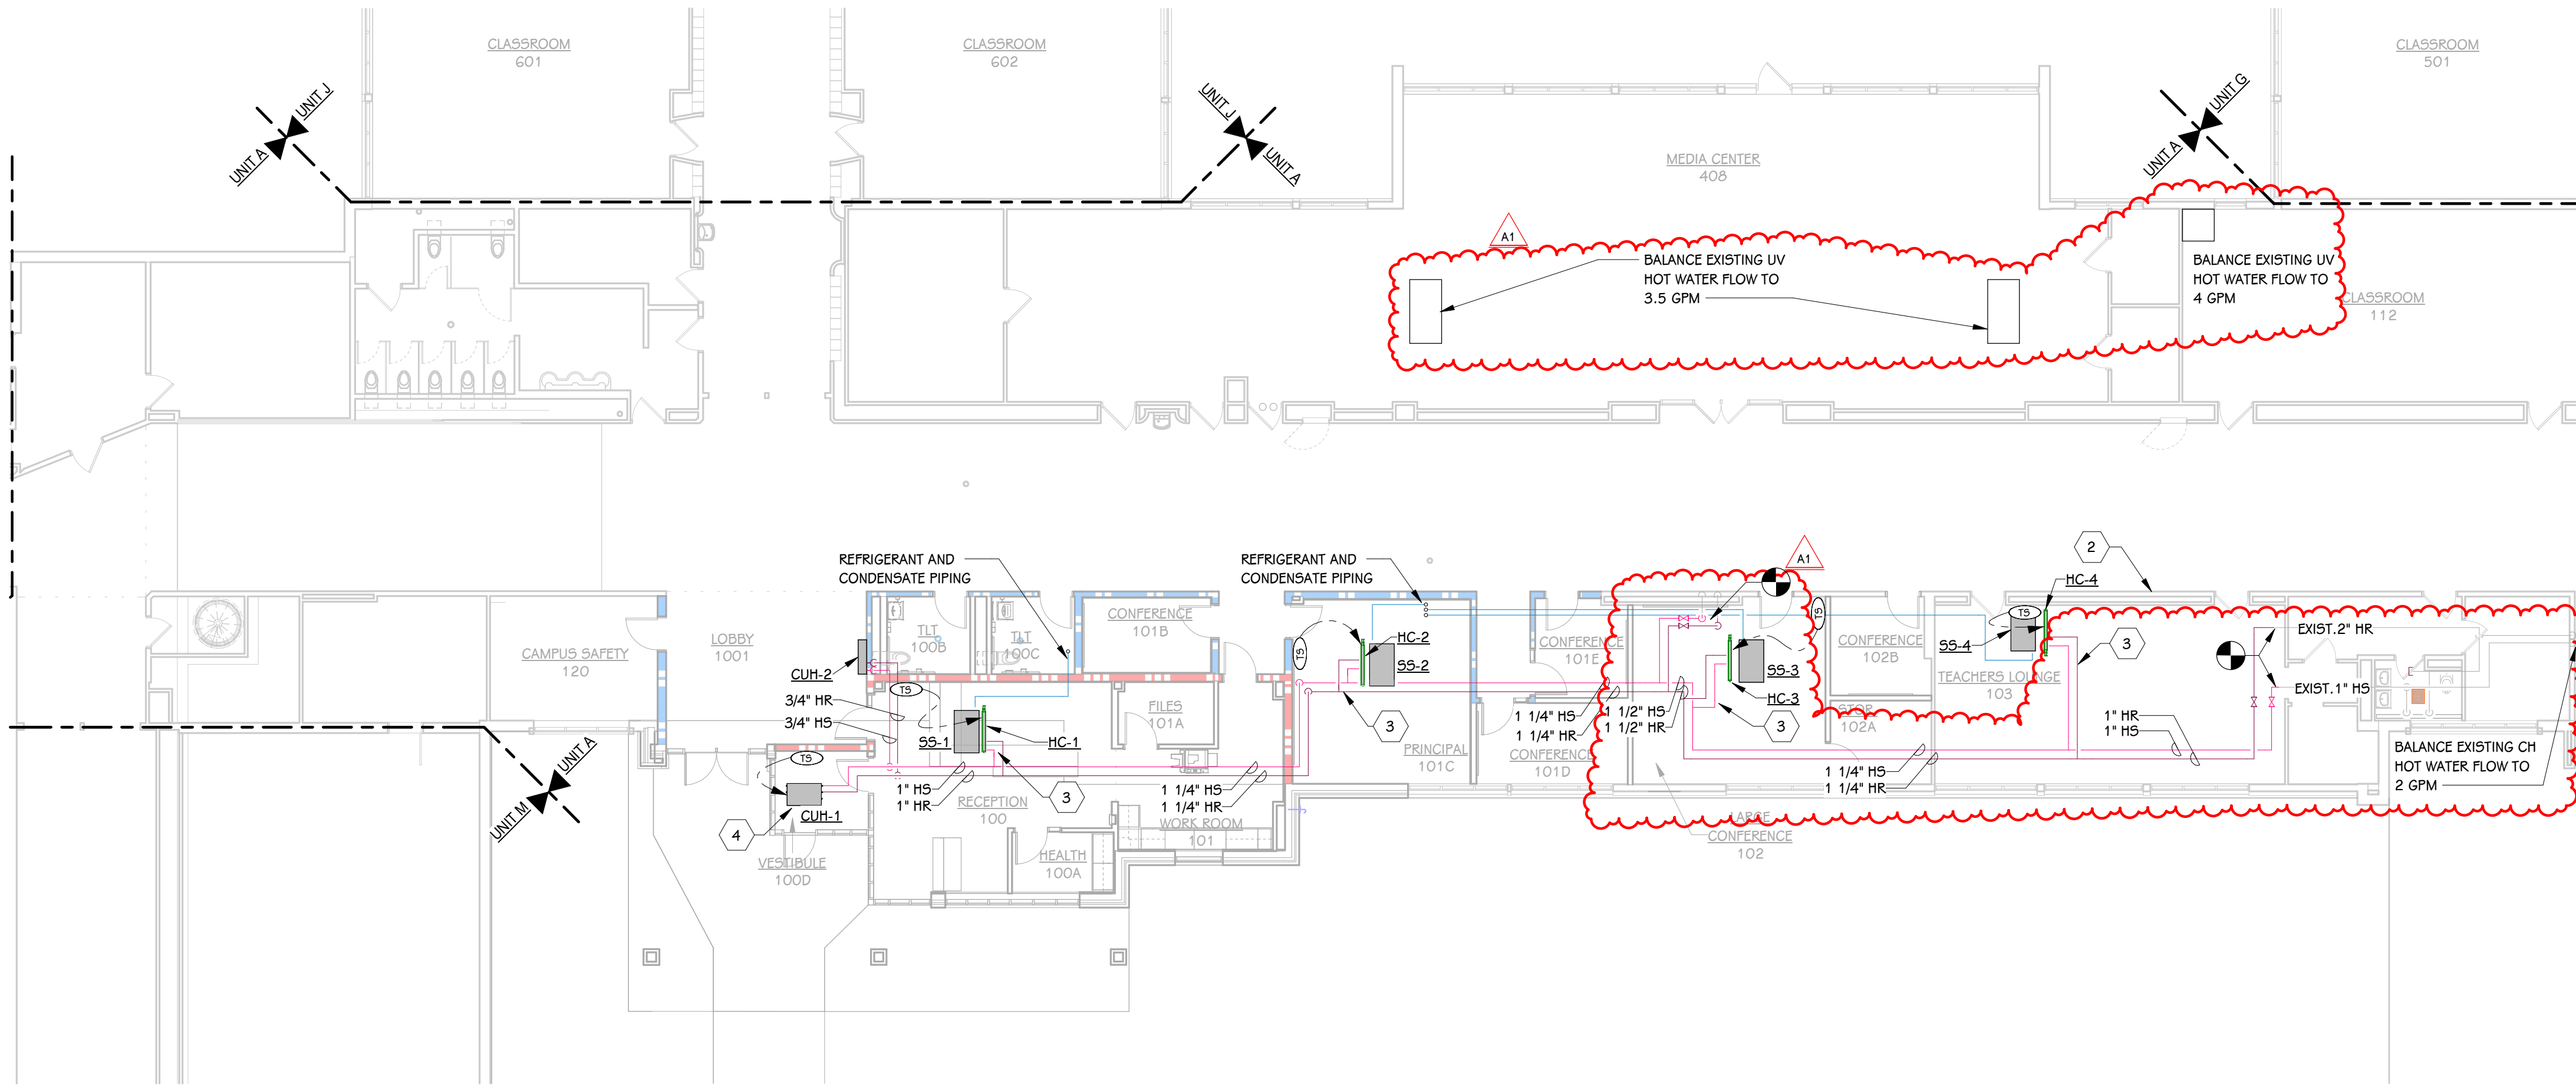 CLASSROOM
601
CLASSROOM
602
CLASSROOM
501
UNIT J
UNIT A
UNIT J
UNIT A
UNIT G
UNIT A
MEDIA CENTER
408
A1
BALANCE EXISTING UV
HOT WATER FLOW TO
3.5 GPM
BALANCE EXISTING UV
HOT WATER FLOW TO
4 GPM
CLASSROOM
112
REFRIGERANT AND
CONDENSATE PIPING
REFRIGERANT AND
CONDENSATE PIPING
A1
2
HC-4
TS
SS-4
LOBBY
1001
CAMPUS SAFETY
120
TLT
100B
TLT
100C
CONFERENCE
101B
TS
HC-2
SS-2
CONFERENCE
101E
TS
SS-3
HC-3
CONFERENCE
102B
TEACHERS LOUNGE
103
3
EXIST.2" HR
EXIST.1" HS
CUH-2
3/4" HR
3/4" HS
TS
SS-1
HC-1
FILES
101A
3
PRINCIPAL
101C
1 1/4" HS
1 1/4" HR
CONFERENCE
101D
1 1/2" HS
1 1/2" HR
3
STOR.
102A
1" HR
1" HS
BALANCE EXISTING CH
HOT WATER FLOW TO
2 GPM
UNIT A
UNIT M
TS
CUH-1
4
VESTIBULE
100D
1" HS
1" HR
RECEPTION
100
3
1 1/4" HS
1 1/4" HR
WORK ROOM
101
HEALTH
100A
1 1/4" HS
1 1/4" HR
LARGE
CONFERENCE
102